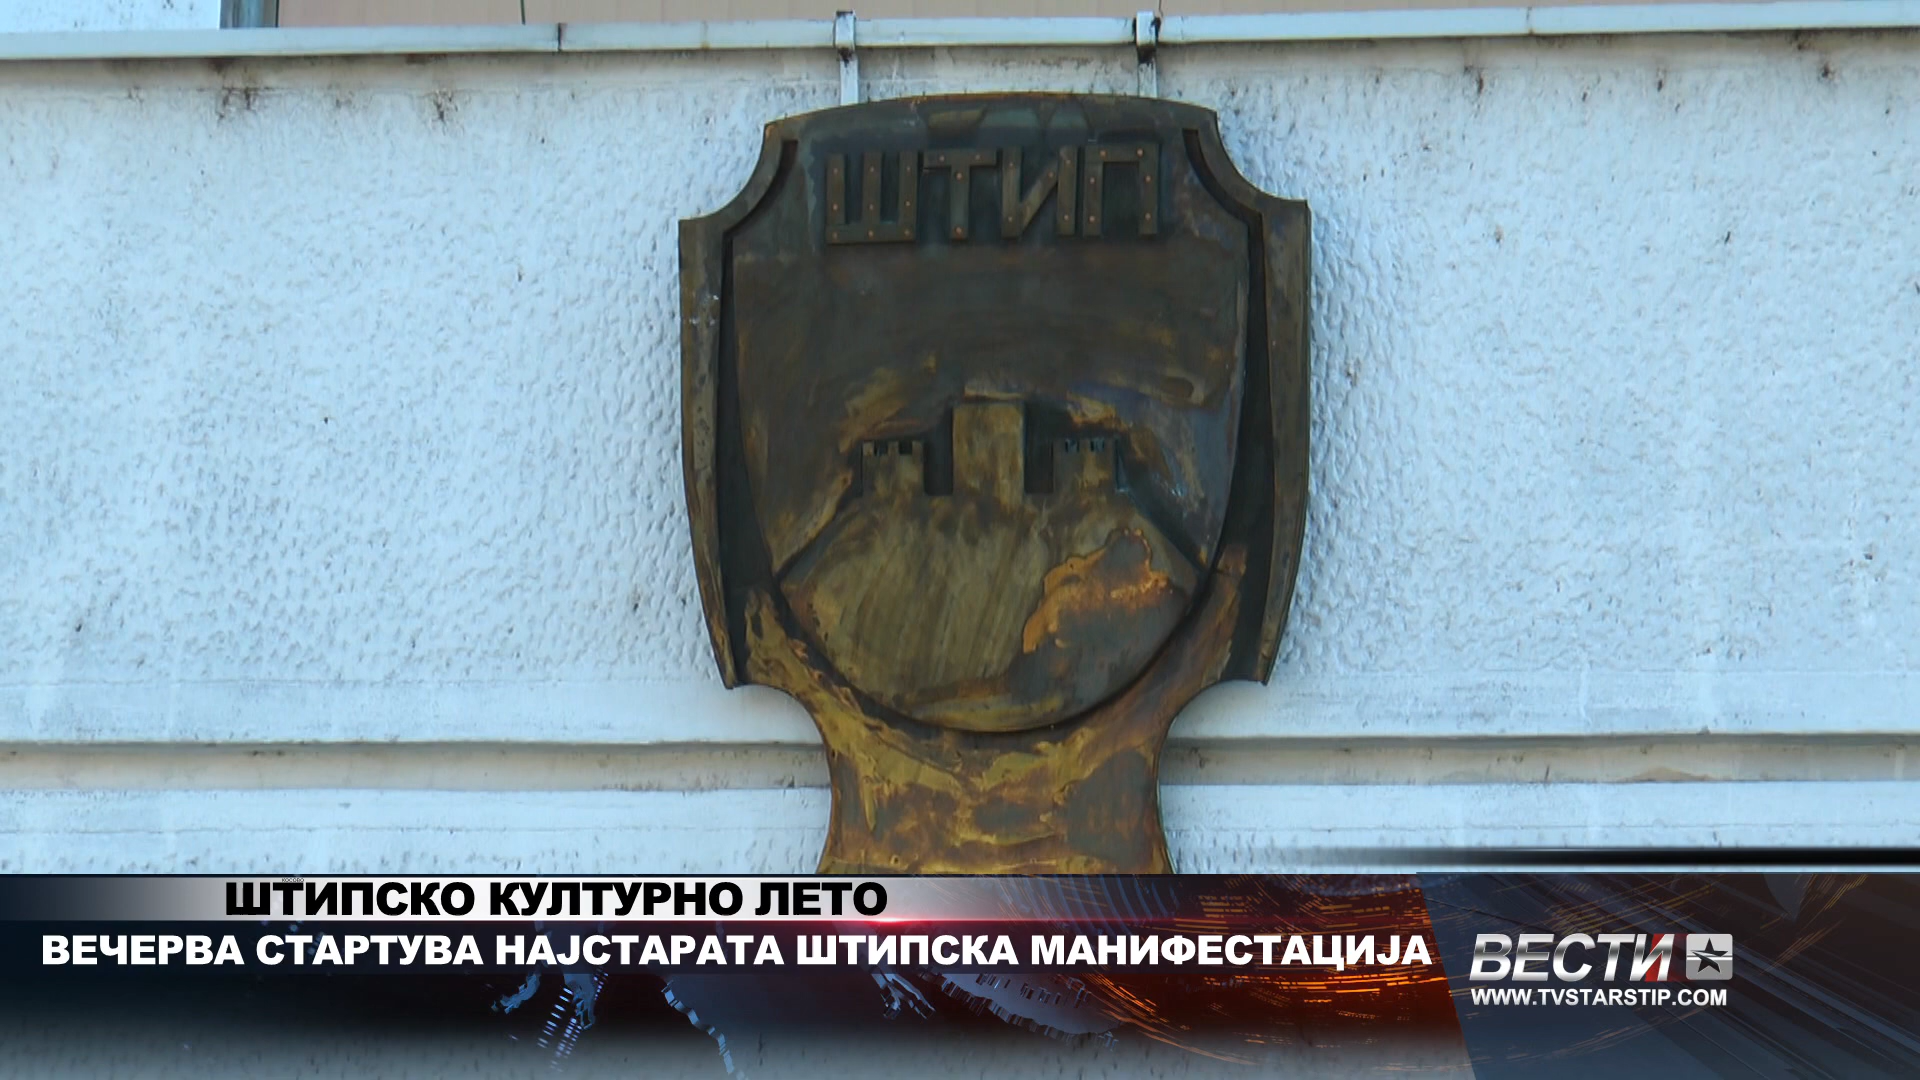 ШТИП
ШТИПСКО КУЛТУРНО ЛЕТО
ВЕЧЕРВА СТАРТУВА НАЈСТАРАТА ШТИПСКА МАНИФЕСТАЦИЈА
ВЕСТИ
WWW.TVSTARSTIP.COM